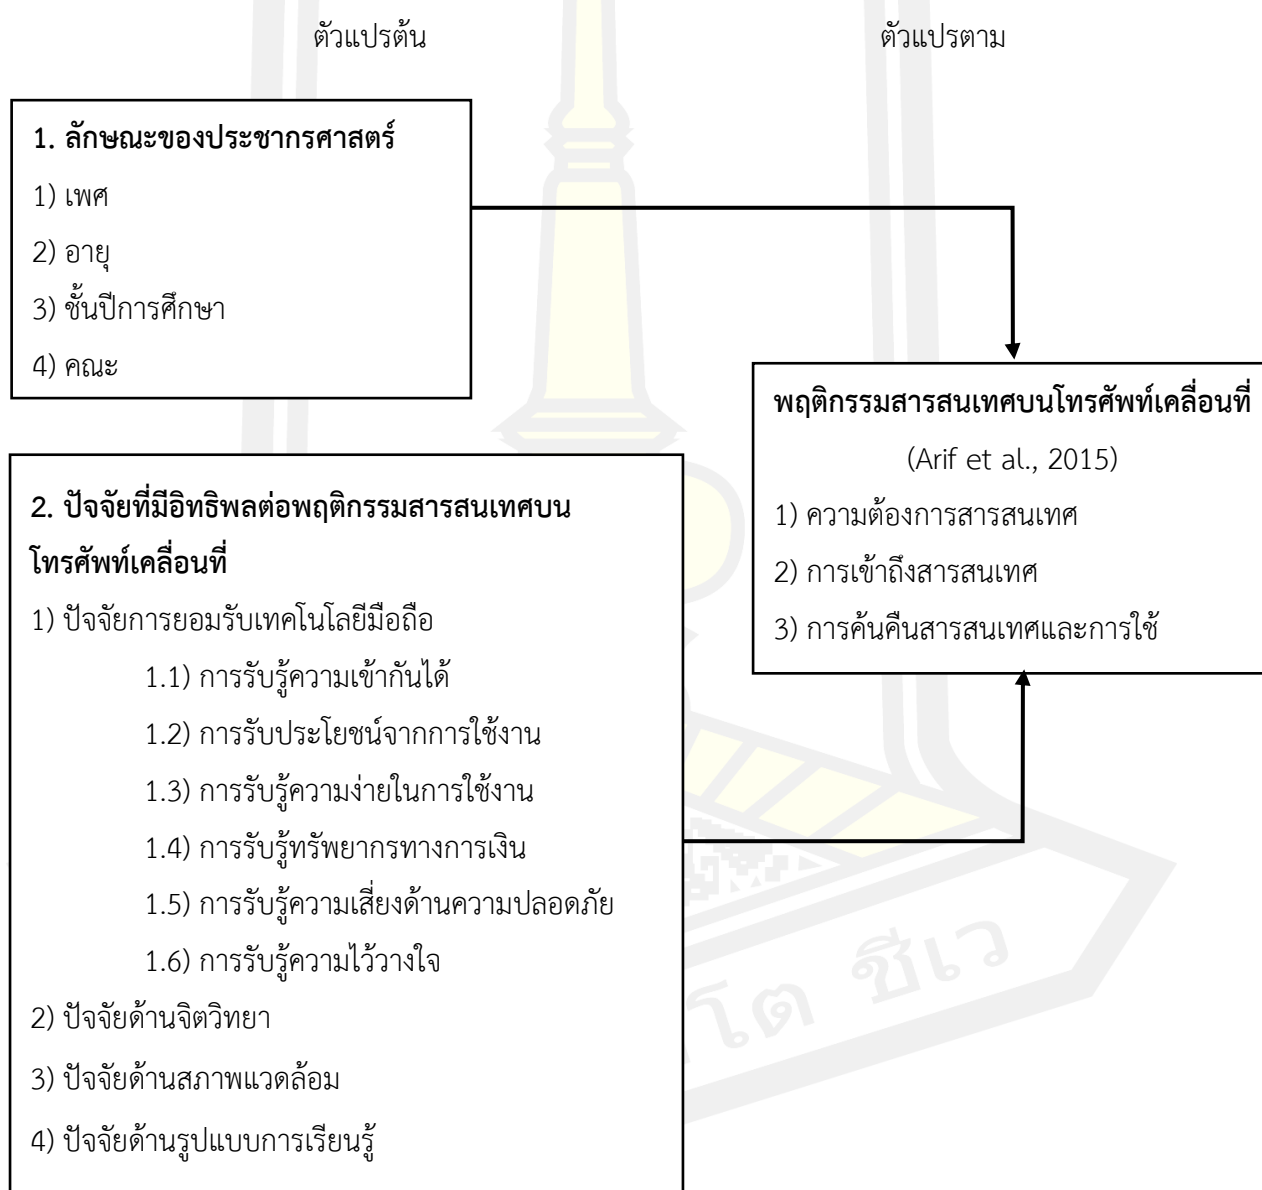 ตัวแปรต้น
ตัวแปรตาม
1. ลักษณะของประชากรศาสตร์
1) เพศ
2) อายุ
3) ชั้นปีการศึกษา
4) คณะ
2. ปัจจัยที่มีอิทธิพลต่อพฤติกรรมสารสนเทศบน
โทรศัพท์เคลื่อนที่
1) ปัจจัยการยอมรับเทคโนโลยีมือถือ
1.1) การรับรู้ความเข้ากันได้
1.2) การรับประโยชน์จากการใช้งาน
1.3) การรับรู้ความง่ายในการใช้งาน
1.4) การรับรู้ทรัพยากรทางการเงิน
1.5) การรับรู้ความเสี่ยงด้านความปลอดภัย
1.6) การรับรู้ความไว้วางใจ
2) ปัจจัยด้านจิตวิทยา
3) ปัจจัยด้านสภาพแวดล้อม
4) ปัจจัยด้านรูปแบบการเรียนรู้
พฤติกรรมสารสนเทศบนโทรศัพท์เคลื่อนที่
(Arif et al., 2015)
1) ความต้องการสารสนเทศ
2) การเข้าถึงสารสนเทศ
3) การค้นคืนสารสนเทศและการใช้
โต ชีเว